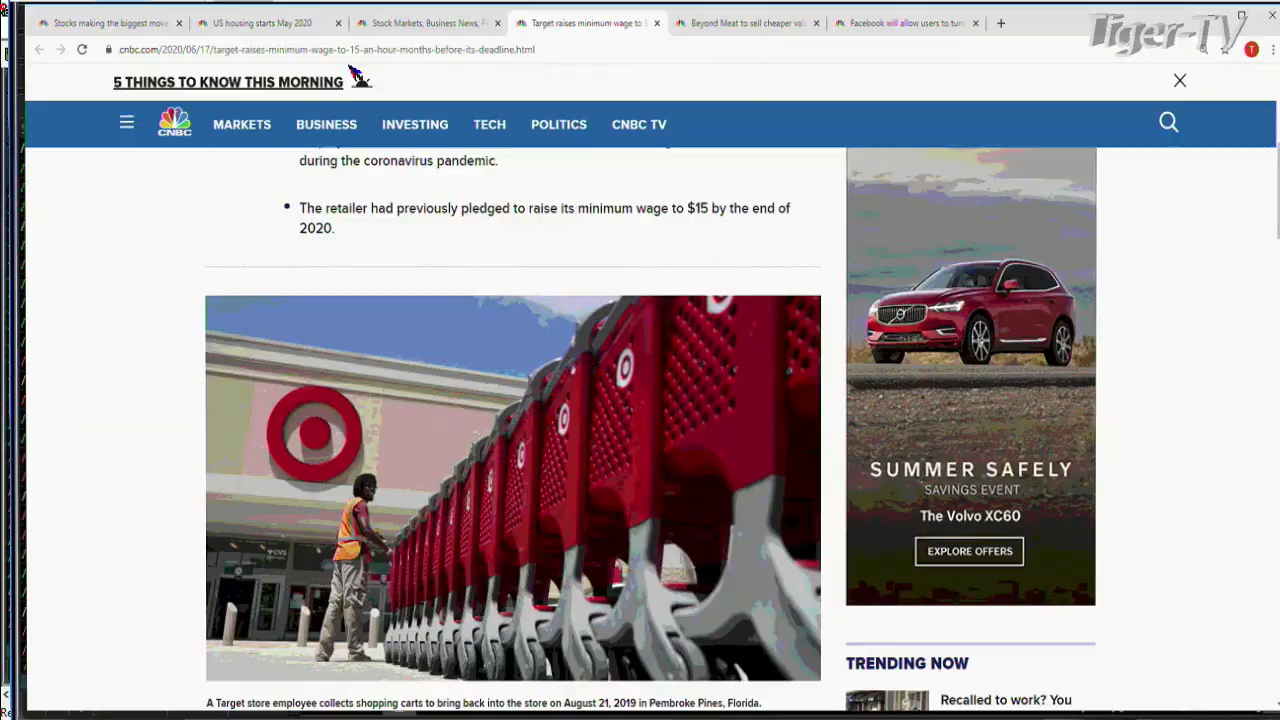 Stocks making the biggest move
US housing starts May 2020
Stock Markets, Business News, F
Target raises minimum wage to $
Beyond Meat to sell cheaper valu
Facebook will allow users to turn
Tiger-TV
cnbc.com/2020/06/17/target-raises-minimum-wage-to-15-an-hour-months-before-its-deadline.html
T
5 THINGS TO KNOW THIS MORNING
CNBC
MARKETS
BUSINESS
INVESTING
TECH
POLITICS
CNBC TV
during the coronavirus pandemic.
The retailer had previously pledged to raise its minimum wage to $15 by the end of
2020.
CVS
A Target store employee collects shopping carts to bring back into the store on August 21, 2019 in Pembroke Pines, Florida.
SUMMER SAFELY
SAVINGS EVENT
The Volvo XC60
EXPLORE OFFERS
TRENDING NOW
Recalled to work? You